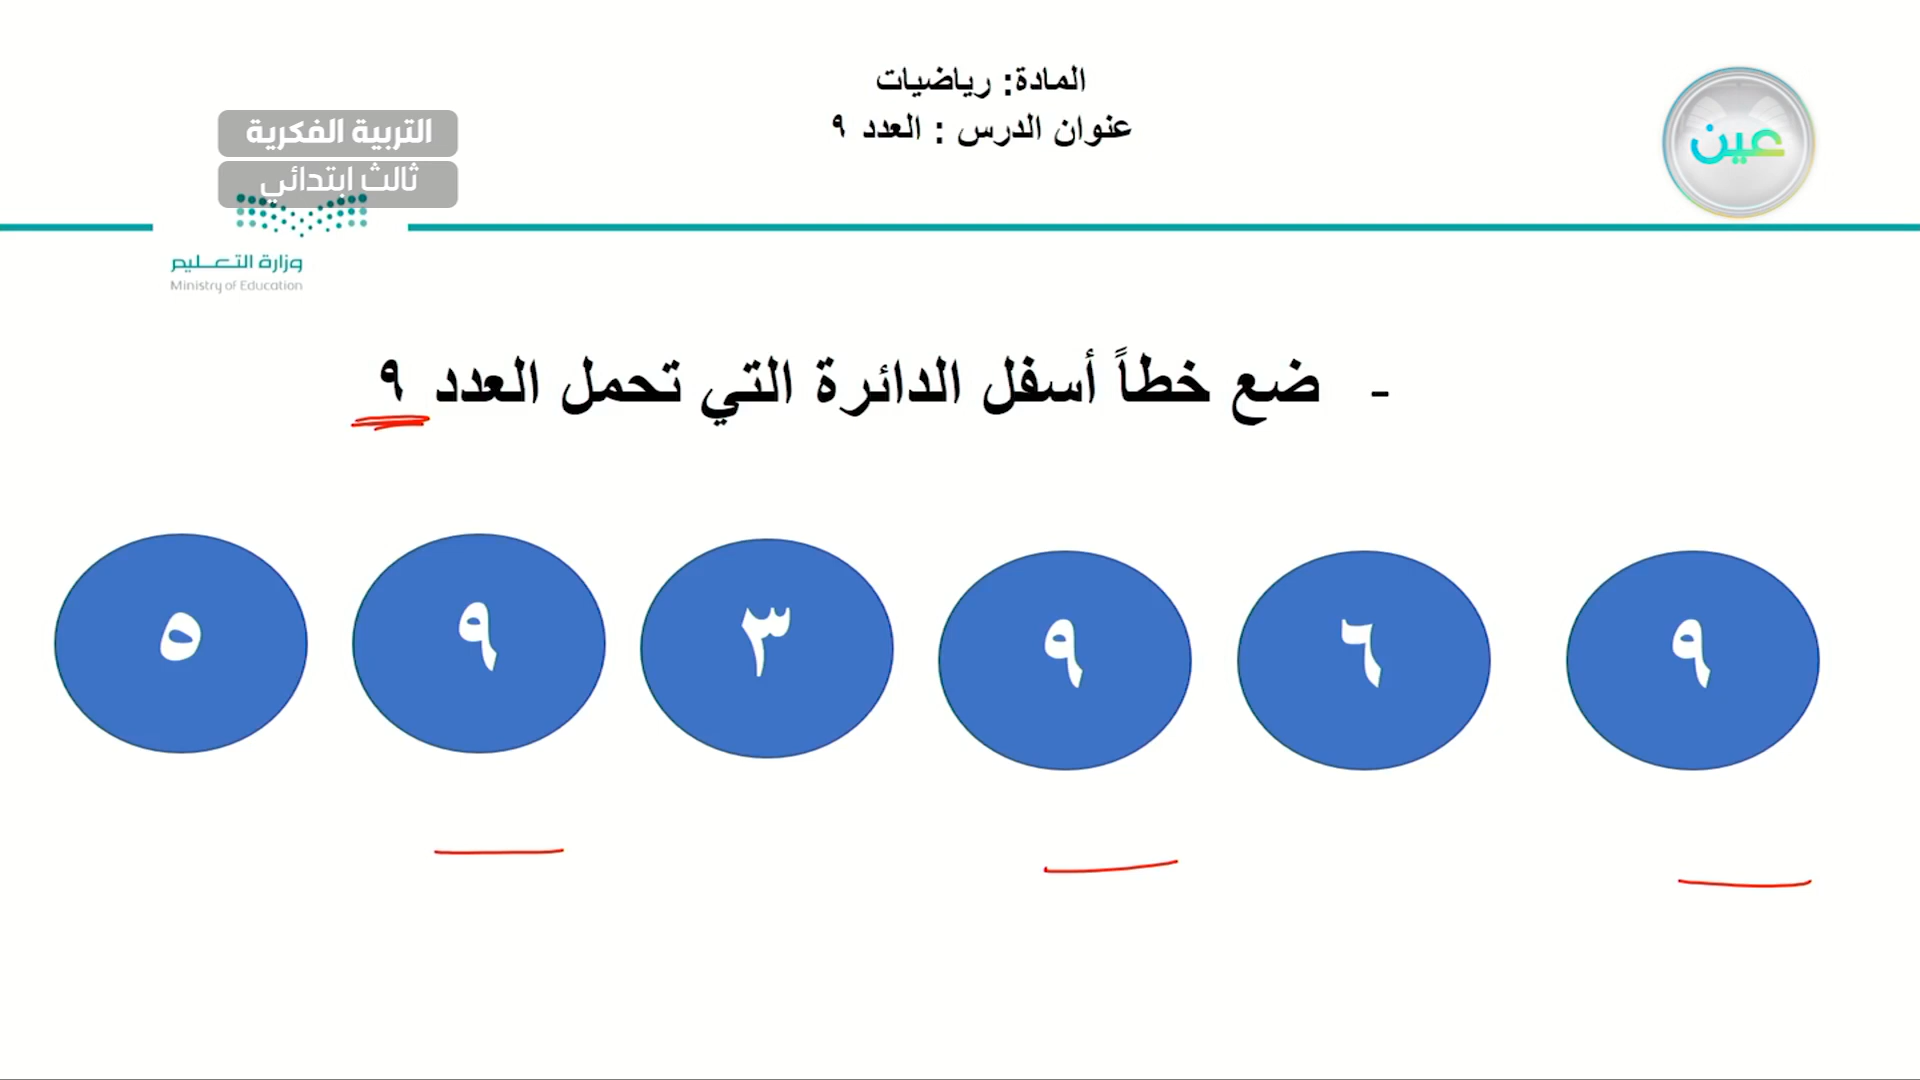 المادة: رياضيات
عنوان الدرس : العدد ٩
عين
التربية الفكرية
ثالث ابتدائي
وزارة التعليم
Ministry of Education
- ضع خطاً أسفل الدائرة التي تحمل العدد ٩
٩ ٦ ٩ ٣ ٩ ٥